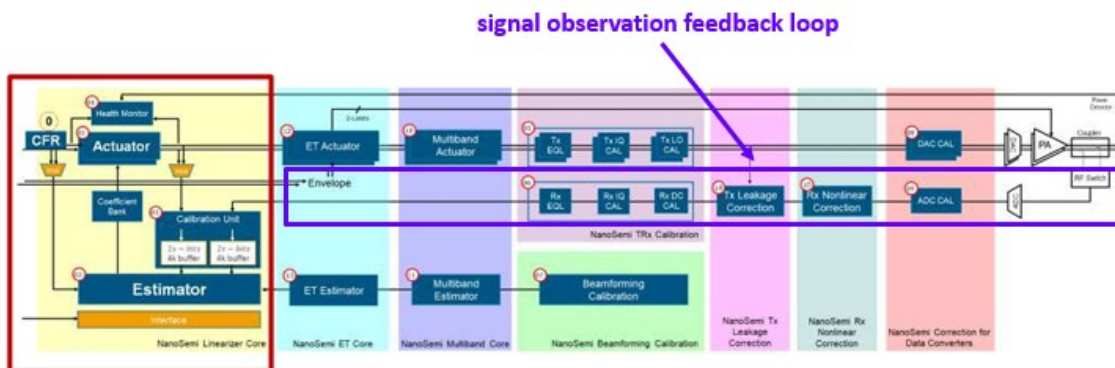 signal observation feedback loop
Health Monitor
0
CFR
Actuator
ET Actuator
Multiband Actuator
Tx EQL
Tx IQ CAL
Tx LO CAL
DAC CAL
DAC
PA
Coupler
RF Switch
Envelope
Coefficient Bank
Calibration Unit
4k buffer
4k buffer
Rx EQL
Rx IQ CAL
Rx DC CAL
Tx Leakage Correction
Rx Nonlinear Correction
ADC CAL
ADC
NanoSemi TRx Calibration
Estimator
ET Estimator
Multiband Estimator
Beamforming Calibration
Interface
NanoSemi Linearizer Core
NanoSemi ET Core
NanoSemi Multiband Core
NanoSemi Beamforming Calibration
NanoSemi Tx Leakage Correction
NanoSemi Rx Nonlinear Correction
NanoSemi Correction for Data Converters